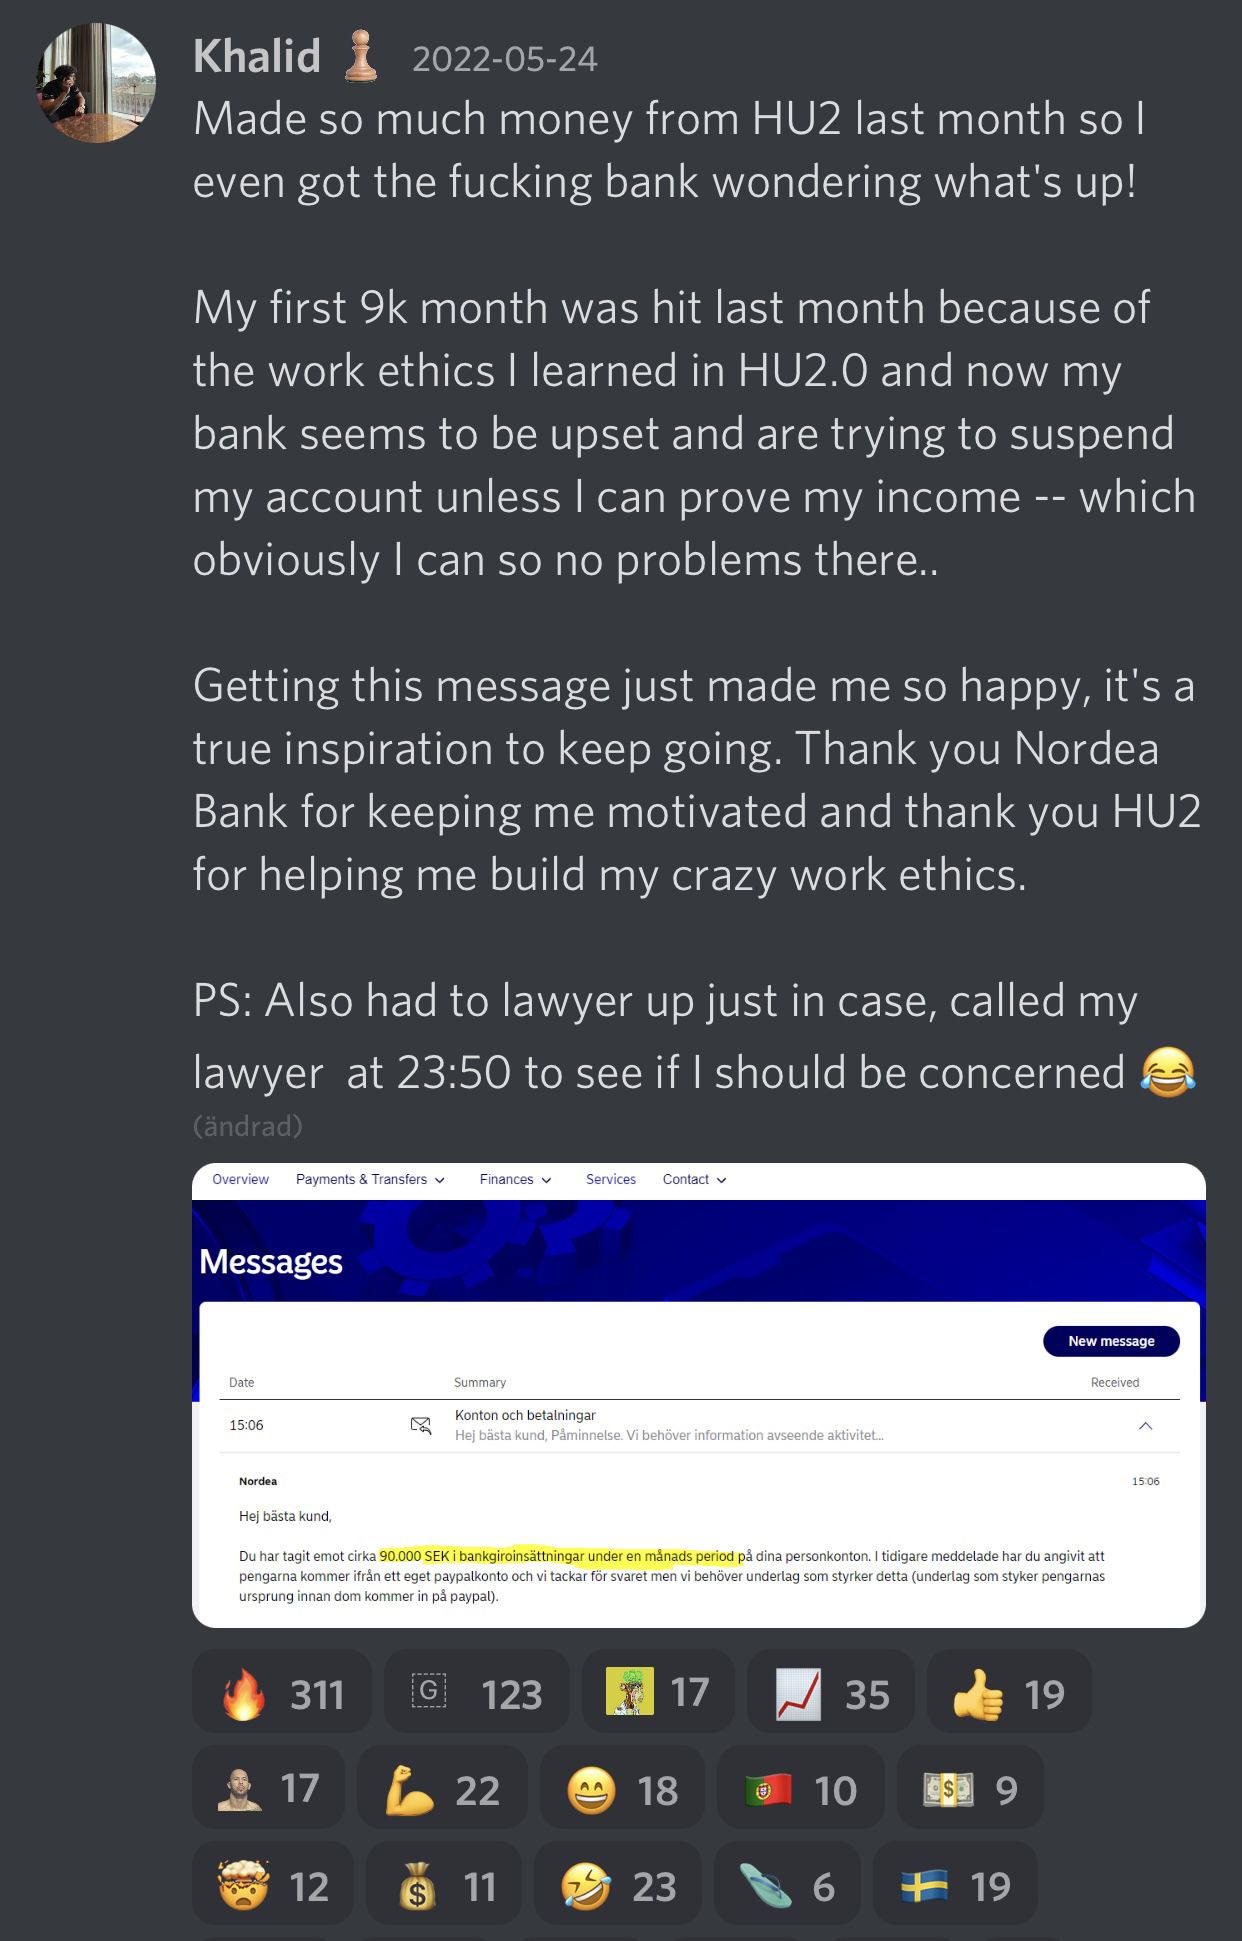 Khalid 2022-05-24
Made so much money from HU2 last month so I
even got the fucking bank wondering what's up!
My first 9k month was hit last month because of
the work ethics I learned in HU2.0 and now my
bank seems to be upset and are trying to suspend
my account unless I can prove my income -- which
obviously I can so no problems there..
Getting this message just made me so happy, it's a
true inspiration to keep going. Thank you Nordea
Bank for keeping me motivated and thank you HU2
for helping me build my crazy work ethics.
PS: Also had to lawyer up just in case, called my
lawyer at 23:50 to see if I should be concerned 😂
(ändrad)
Overview Payments & Transfers Finances Services Contact
Messages
New message
Date Summary Received
15:06 Konton och betalningar
Hej bästa kund, Påminnelse. Vi behöver information avseende aktivitet...
Nordea 15:06
Hej bästa kund,
Du har tagit emot cirka 90.000 SEK i bankgiroinsättningar under en månads period på dina personkonton. I tidigare meddelade har du angivit att
pengarna kommer ifrån ett eget paypalkonto och vi tackar för svaret men vi behöver underlag som styrker detta (underlag som styker pengarnas
ursprung innan dom kommer in på paypal).
311 G 123 17 35 19
17 22 18 10 9
12 11 23 6 19